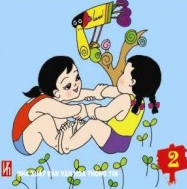 NHÀ XUẤT BẢN VĂN HÓA THÔNG TIN
2